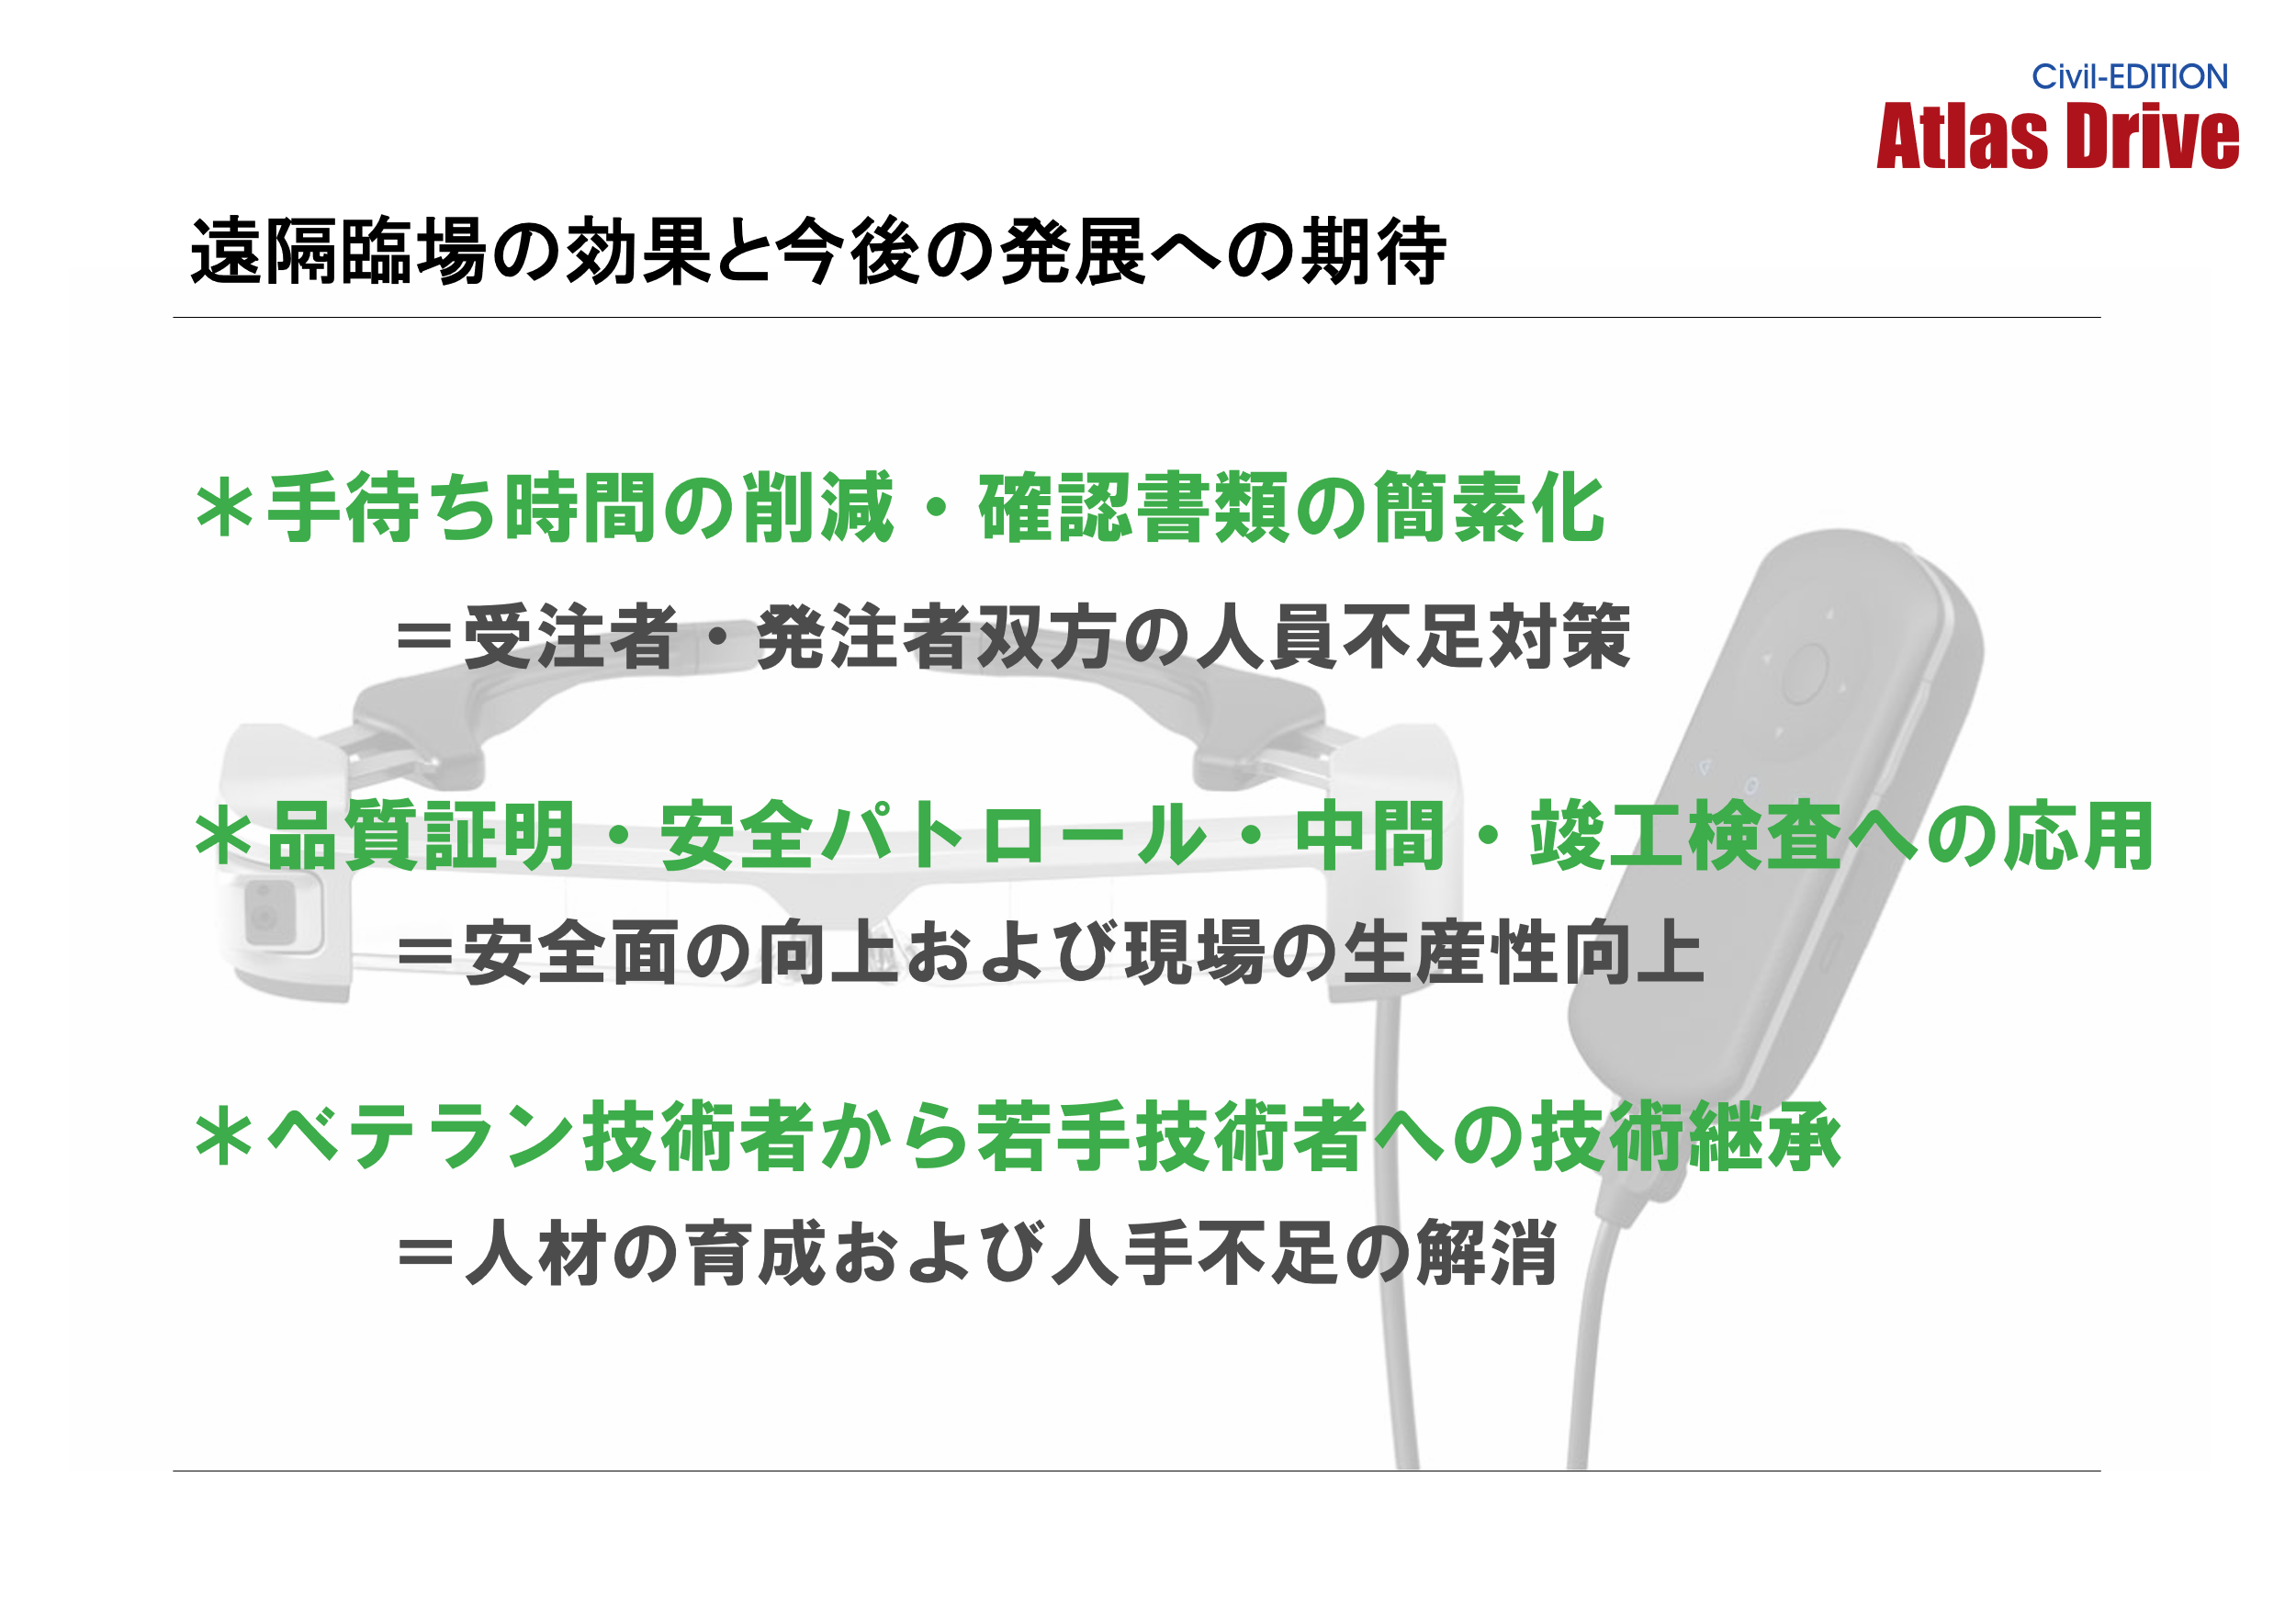 Civil-EDITION
Atlas Drive
遠隔臨場の効果と今後の発展への期待
＊手待ち時間の削減・確認書類の簡素化
＝受注者・発注者双方の人員不足対策
＊品質証明・安全パトロール・中間・竣工検査への応用
＝安全面の向上および現場の生産性向上
＊ベテラン技術者から若手技術者への技術継承
＝人材の育成および人手不足の解消